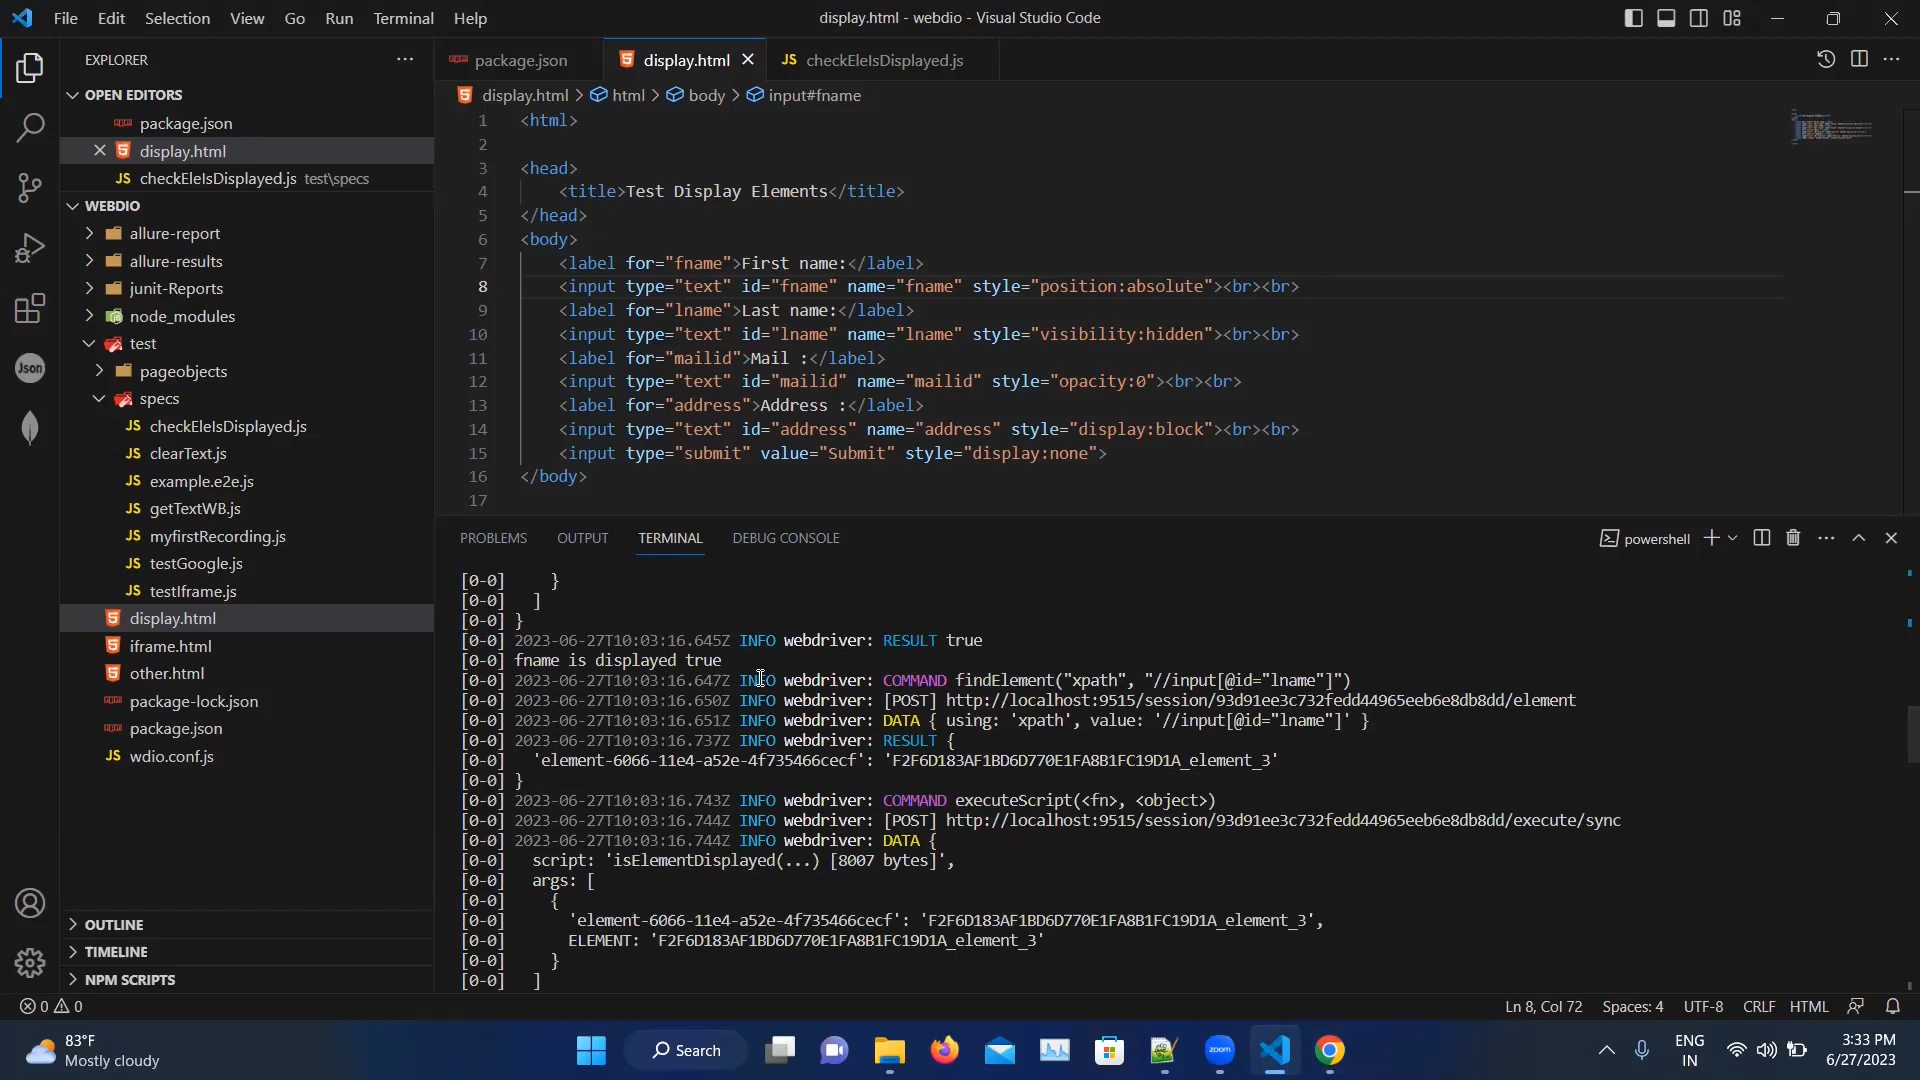 File Edit Selection View Go Run Terminal Help
display.html - webdio - Visual Studio Code
EXPLORER
OPEN EDITORS
package.json
display.html
checkEleIsDisplayed.js test\specs
WEBDIO
allure-report
allure-results
junit-Reports
node_modules
test
pageobjects
specs
checkEleIsDisplayed.js
clearText.js
example.e2e.js
getTextWB.js
myfirstRecording.js
testGoogle.js
testIframe.js
display.html
iframe.html
other.html
package-lock.json
package.json
wdio.conf.js
OUTLINE
TIMELINE
NPM SCRIPTS
package.json display.html checkEleIsDisplayed.js
display.html > html > body > input#fname
1 <html>
2
3 <head>
4 <title>Test Display Elements</title>
5 </head>
6 <body>
7 <label for="fname">First name:</label>
8 <input type="text" id="fname" name="fname" style="position:absolute"><br><br>
9 <label for="lname">Last name:</label>
10 <input type="text" id="lname" name="lname" style="visibility:hidden"><br><br>
11 <label for="mailid">Mail :</label>
12 <input type="text" id="mailid" name="mailid" style="opacity:0"><br><br>
13 <label for="address">Address :</label>
14 <input type="text" id="address" name="address" style="display:block"><br><br>
15 <input type="submit" value="Submit" style="display:none">
16 </body>
17
PROBLEMS OUTPUT TERMINAL DEBUG CONSOLE
powershell
[0-0] }
[0-0] ]
[0-0] }
[0-0] 2023-06-27T10:03:16.645Z INFO webdriver: RESULT true
[0-0] fname is displayed true
[0-0] 2023-06-27T10:03:16.647Z INFO webdriver: COMMAND findElement("xpath", "//input[@id="lname"]")
[0-0] 2023-06-27T10:03:16.650Z INFO webdriver: [POST] http://localhost:9515/session/93d91ee3c732fedd44965eeb6e8db8dd/element
[0-0] 2023-06-27T10:03:16.651Z INFO webdriver: DATA { using: 'xpath', value: '//input[@id="lname"]' }
[0-0] 2023-06-27T10:03:16.737Z INFO webdriver: RESULT {
[0-0] 'element-6066-11e4-a52e-4f735466cecf': 'F2F6D183AF1BD6D770E1FA8B1FC19D1A_element_3'
[0-0] }
[0-0] 2023-06-27T10:03:16.743Z INFO webdriver: COMMAND executeScript(<fn>, <object>)
[0-0] 2023-06-27T10:03:16.744Z INFO webdriver: [POST] http://localhost:9515/session/93d91ee3c732fedd44965eeb6e8db8dd/execute/sync
[0-0] 2023-06-27T10:03:16.744Z INFO webdriver: DATA {
[0-0] script: 'isElementDisplayed(...) [8007 bytes]',
[0-0] args: [
[0-0] {
[0-0] 'element-6066-11e4-a52e-4f735466cecf': 'F2F6D183AF1BD6D770E1FA8B1FC19D1A_element_3',
[0-0] ELEMENT: 'F2F6D183AF1BD6D770E1FA8B1FC19D1A_element_3'
[0-0] }
[0-0] ]
0 0
Ln 8, Col 72 Spaces: 4 UTF-8 CRLF HTML
83°F
Mostly cloudy
Search
zoom
ENG
IN
3:33 PM
6/27/2023
Json